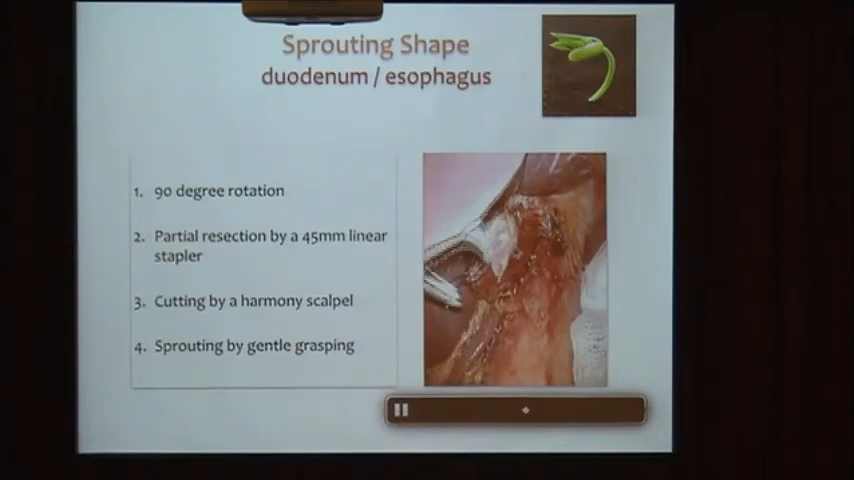 Sprouting Shape
duodenum / esophagus
1. 90 degree rotation
2. Partial resection by a 45mm linear
stapler
3. Cutting by a harmony scalpel
4. Sprouting by gentle grasping